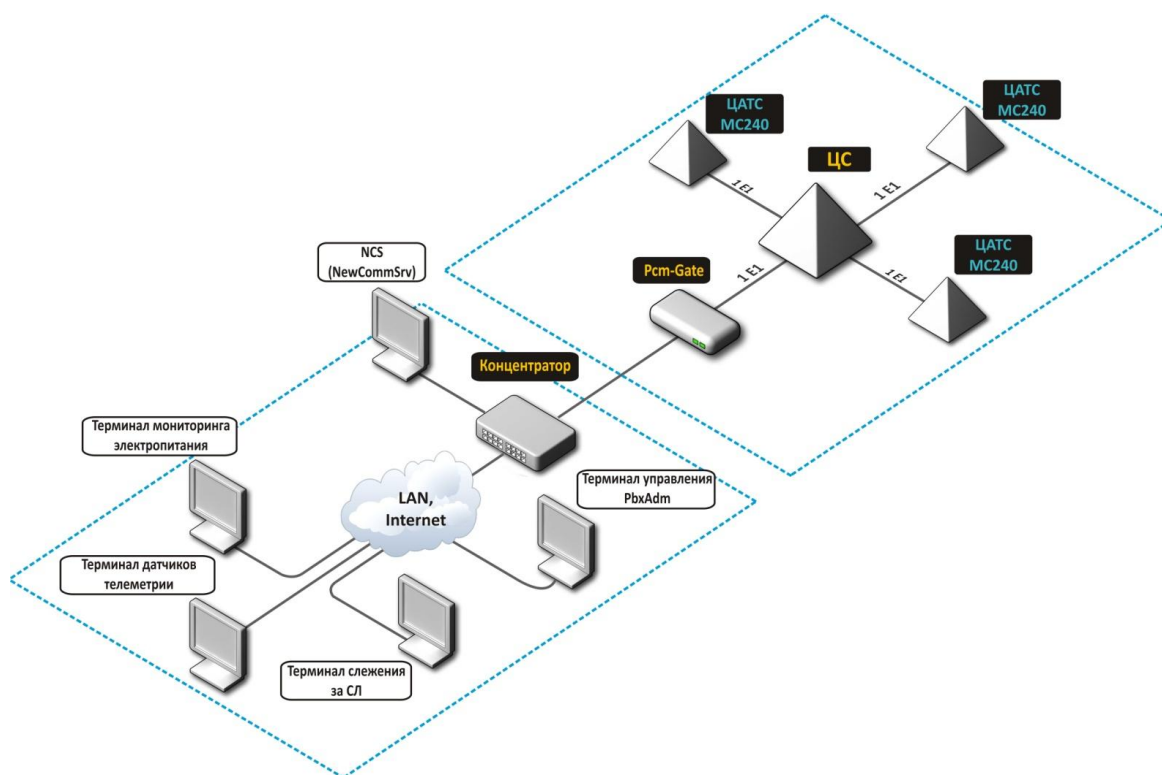 ЦАТС
МС240
ЦАТС
МС240
ЦС
1 E1
1 E1
ЦАТС
МС240
NCS
(NewCommSrv)
Pcm-Gate
1 E1
1 E1
Концентратор
Терминал мониторинга
электропитания
Терминал управления
PbxAdm
LAN,
Internet
Терминал датчиков
телеметрии
Терминал слежения
за СЛ